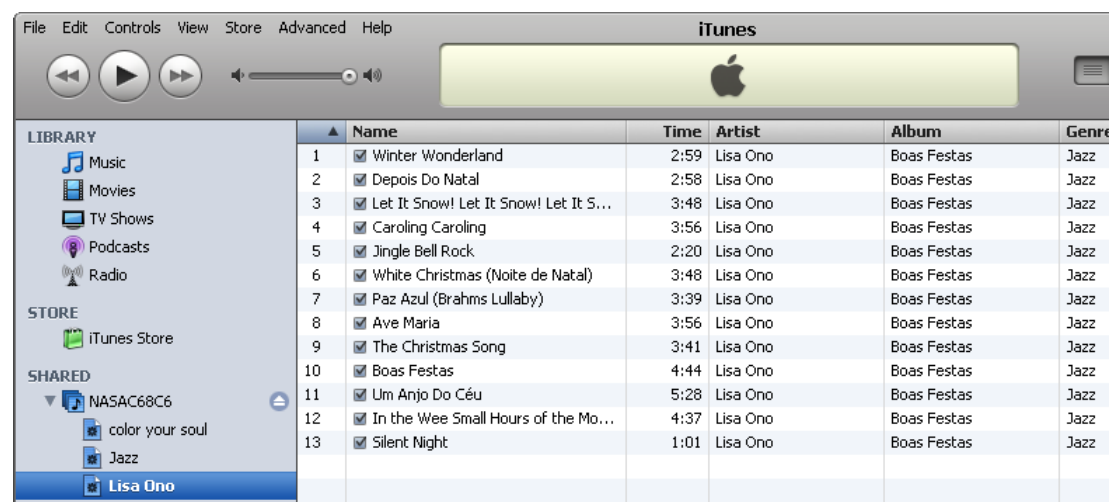 File Edit Controls View Store Advanced Help
iTunes
LIBRARY
Music
Movies
TV Shows
Podcasts
Radio
STORE
iTunes Store
SHARED
NASAC68C6
color your soul
Jazz
Lisa Ono
Name Time Artist Album Genre
1 Winter Wonderland 2:59 Lisa Ono Boas Festas Jazz
2 Depois Do Natal 2:58 Lisa Ono Boas Festas Jazz
3 Let It Snow! Let It Snow! Let It S... 3:48 Lisa Ono Boas Festas Jazz
4 Caroling Caroling 3:56 Lisa Ono Boas Festas Jazz
5 Jingle Bell Rock 2:20 Lisa Ono Boas Festas Jazz
6 White Christmas (Noite de Natal) 3:48 Lisa Ono Boas Festas Jazz
7 Paz Azul (Brahms Lullaby) 3:39 Lisa Ono Boas Festas Jazz
8 Ave Maria 3:56 Lisa Ono Boas Festas Jazz
9 The Christmas Song 3:41 Lisa Ono Boas Festas Jazz
10 Boas Festas 4:44 Lisa Ono Boas Festas Jazz
11 Um Anjo Do Céu 5:28 Lisa Ono Boas Festas Jazz
12 In the Wee Small Hours of the Mo... 4:37 Lisa Ono Boas Festas Jazz
13 Silent Night 1:01 Lisa Ono Boas Festas Jazz